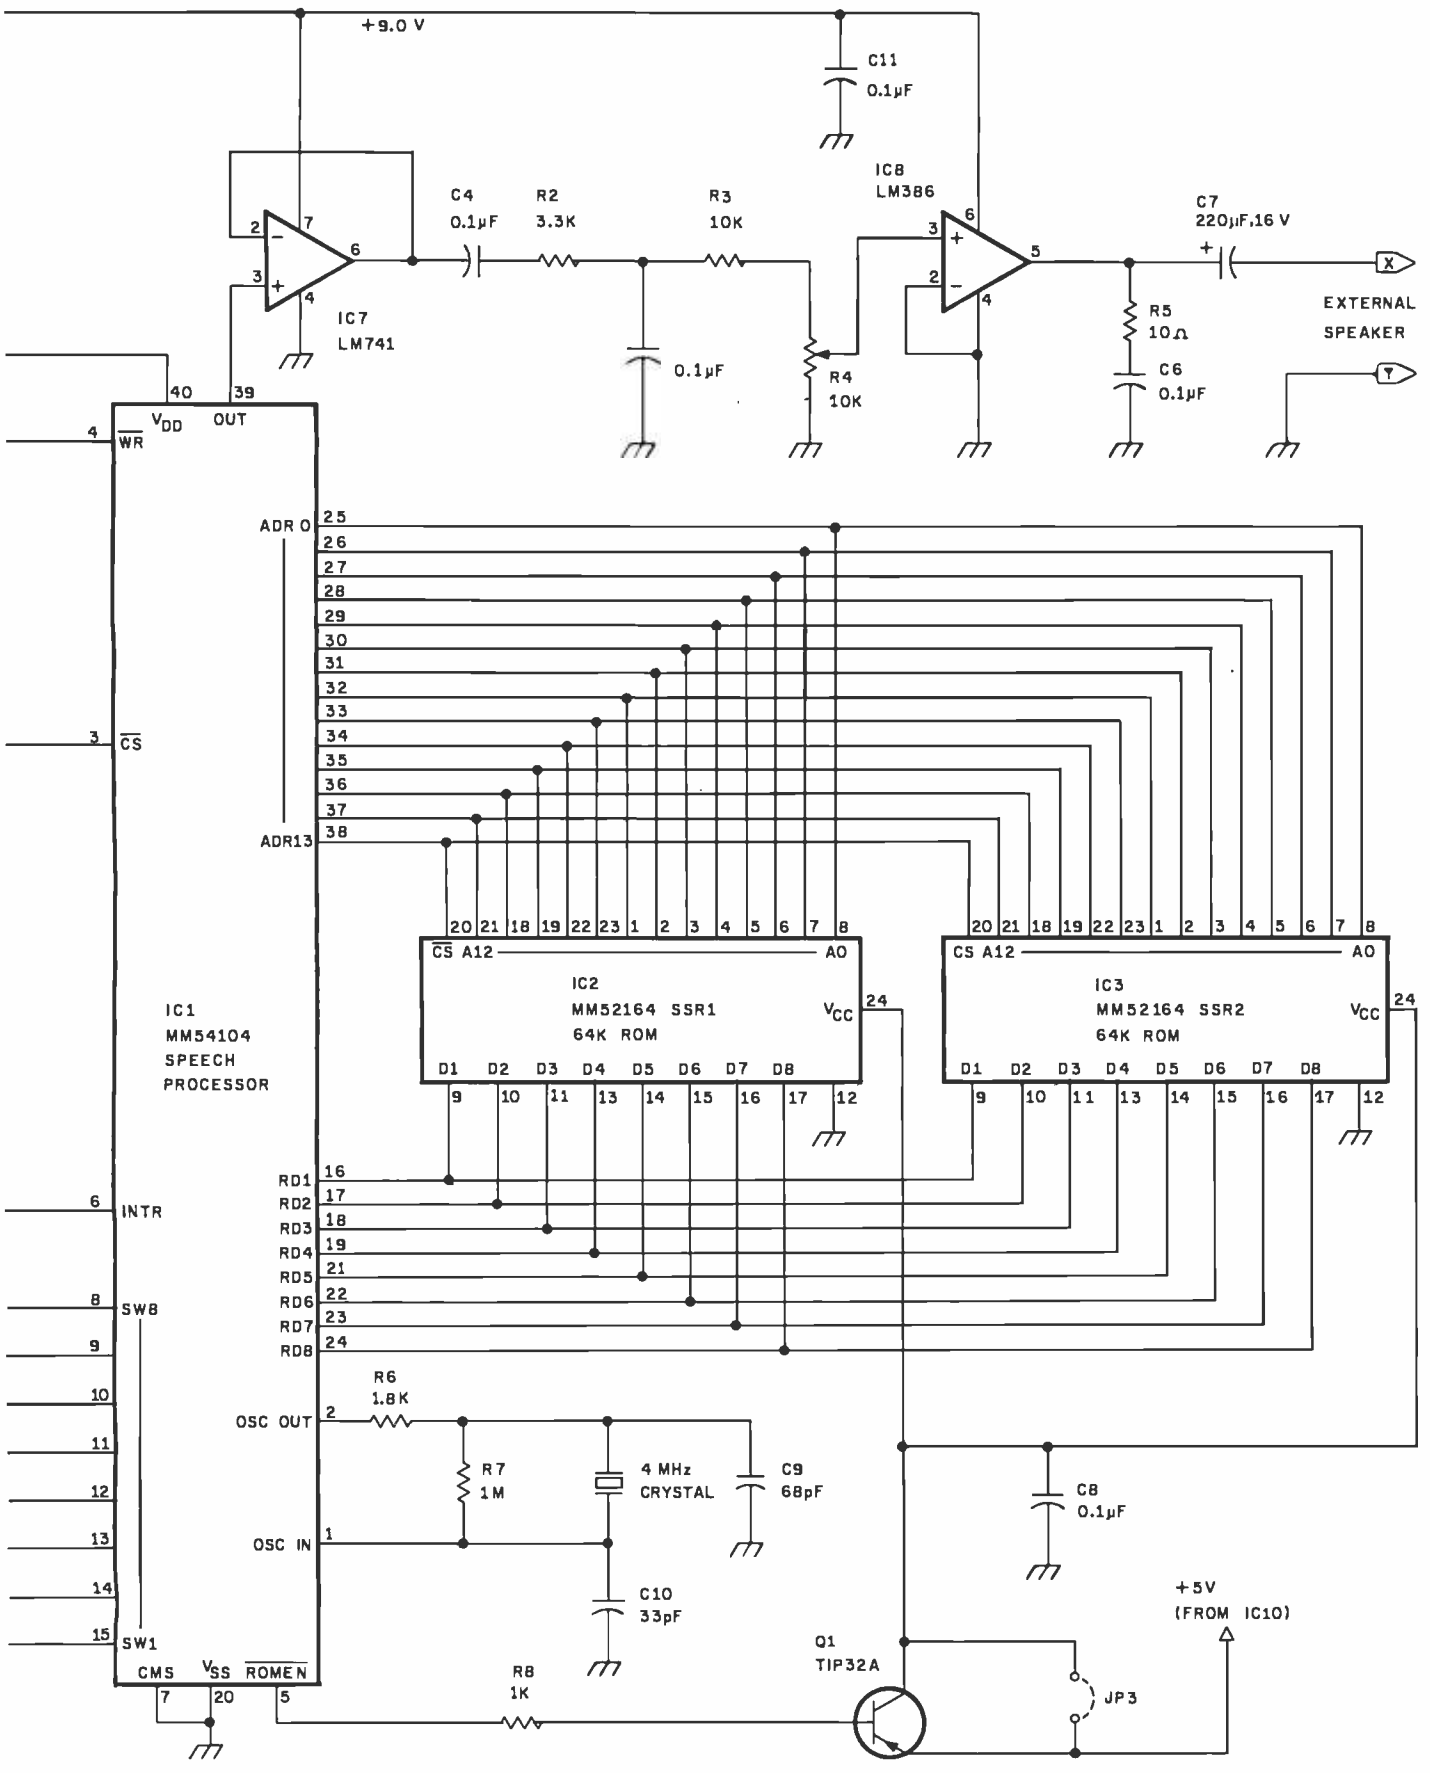 +9.0 V
C11
0.1µF
IC8
LM386
C4
0.1µF
R2
3.3K
R3
10K
C7
220µF,16 V
+
2
−
3
+
7
6
4
IC7
LM741
3
+
2
−
6
5
4
X
EXTERNAL
SPEAKER
Y
R5
10Ω
C6
0.1µF
0.1µF
R4
10K
40
39
VDD
OUT
4
WR
3
CS
ADR 0
25
26
27
28
29
30
31
32
33
34
35
36
37
ADR13
38
20 21 18 19 22 23 1 2 3 4 5 6 7 8
CS A12 A0
IC2
MM52164 SSR1
64K ROM
VCC
24
D1 D2 D3 D4 D5 D6 D7 D8
9 10 11 13 14 15 16 17 12
20 21 18 19 22 23 1 2 3 4 5 6 7 8
CS A12 A0
IC3
MM52164 SSR2
64K ROM
VCC
24
D1 D2 D3 D4 D5 D6 D7 D8
9 10 11 13 14 15 16 17 12
IC1
MM54104
SPEECH
PROCESSOR
RD1 16
RD2 17
RD3 18
RD4 19
RD5 21
RD6 22
RD7 23
RD8 24
6 INTR
8 SW8
9
10
11
12
13
14
15 SW1
OSC OUT 2
R6
1.8K
R7
1M
4 MHz
CRYSTAL
C9
68pF
OSC IN 1
C10
33pF
C8
0.1µF
+5V
(FROM IC10)
Q1
TIP32A
JP3
R8
1K
CMS VSS ROMEN
7 20 5